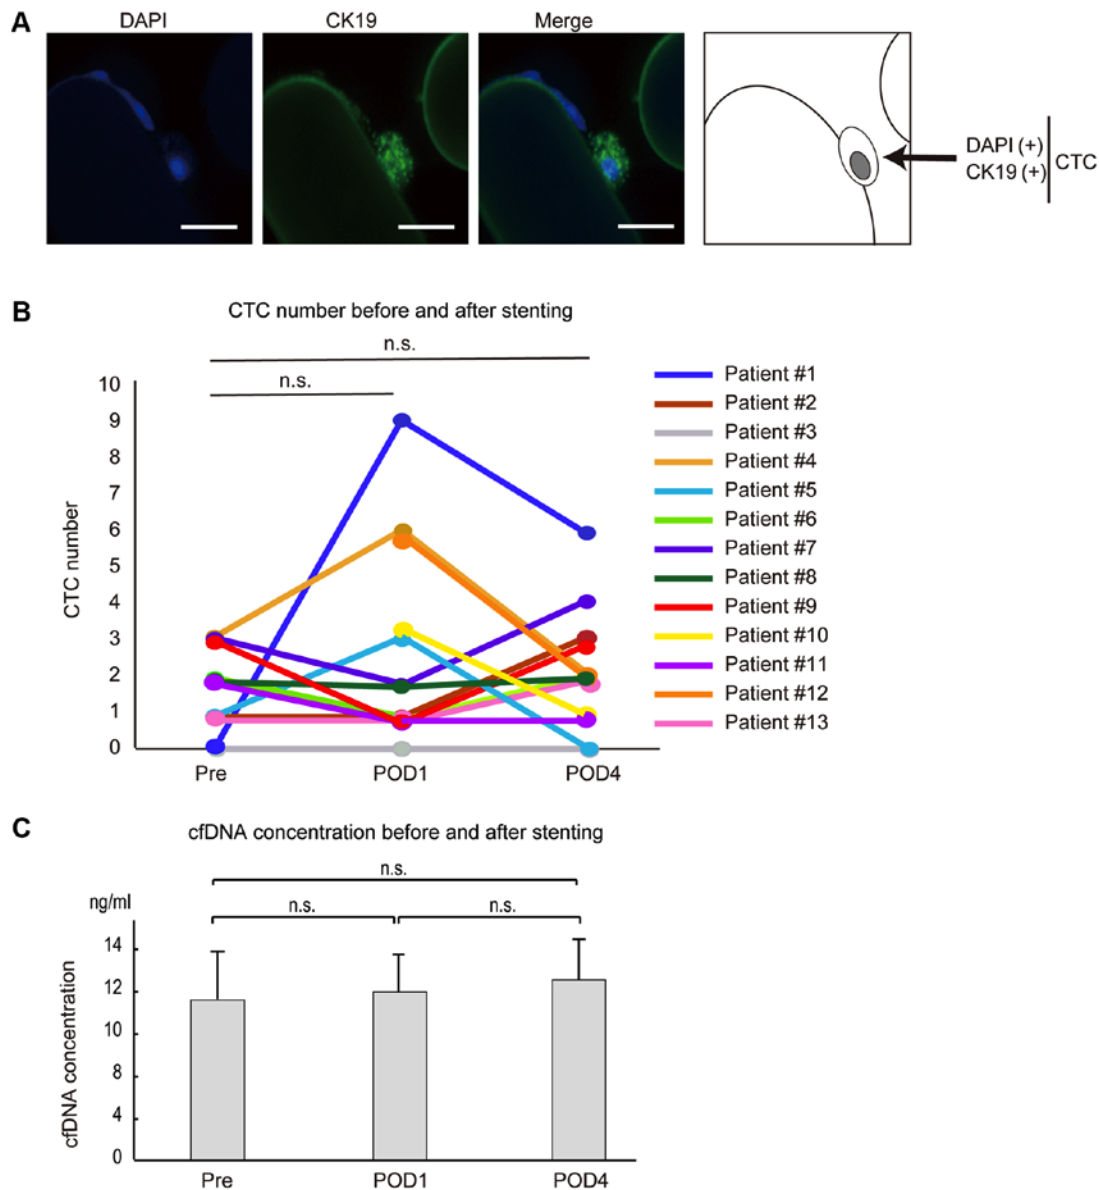 A
DAPI
CK19
Merge
DAPI (+)
CK19 (+)
CTC
B
CTC number before and after stenting
n.s.
n.s.
CTC number
10
9
8
7
6
5
4
3
2
1
0
Pre
POD1
POD4
Patient #1
Patient #2
Patient #3
Patient #4
Patient #5
Patient #6
Patient #7
Patient #8
Patient #9
Patient #10
Patient #11
Patient #12
Patient #13
C
cfDNA concentration before and after stenting
n.s.
n.s.
n.s.
ng/ml
cfDNA concentration
14
12
10
8
4
0
Pre
POD1
POD4